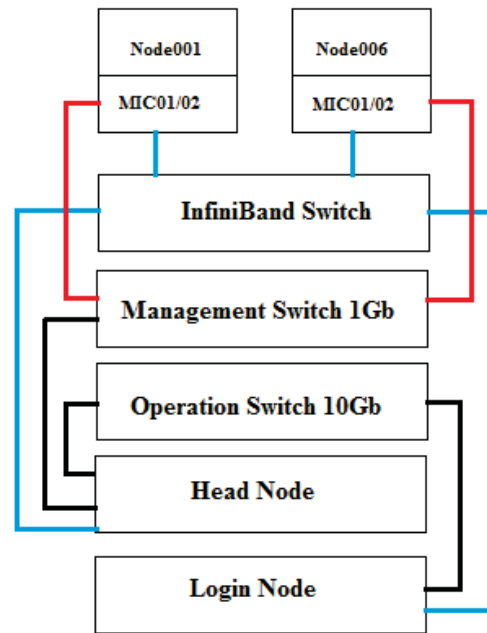 Node001
Node006
MIC01/02
MIC01/02
InfiniBand Switch
Management Switch 1Gb
Operation Switch 10Gb
Head Node
Login Node